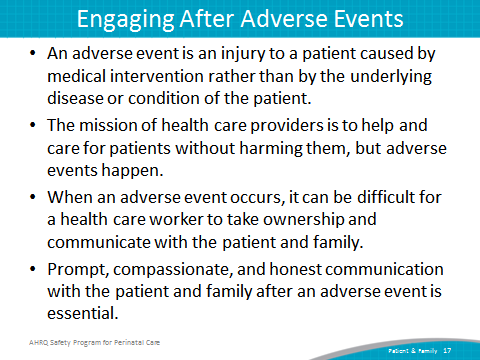 Engaging After Adverse Events
• An adverse event is an injury to a patient caused by
medical intervention rather than by the underlying
disease or condition of the patient.
• The mission of health care providers is to help and
care for patients without harming them, but adverse
events happen.
• When an adverse event occurs, it can be difficult for
a health care worker to take ownership and
communicate with the patient and family.
• Prompt, compassionate, and honest communication
with the patient and family after an adverse event is
essential.
AHRQ Safety Program for Perinatal Care
Patient & Family 17